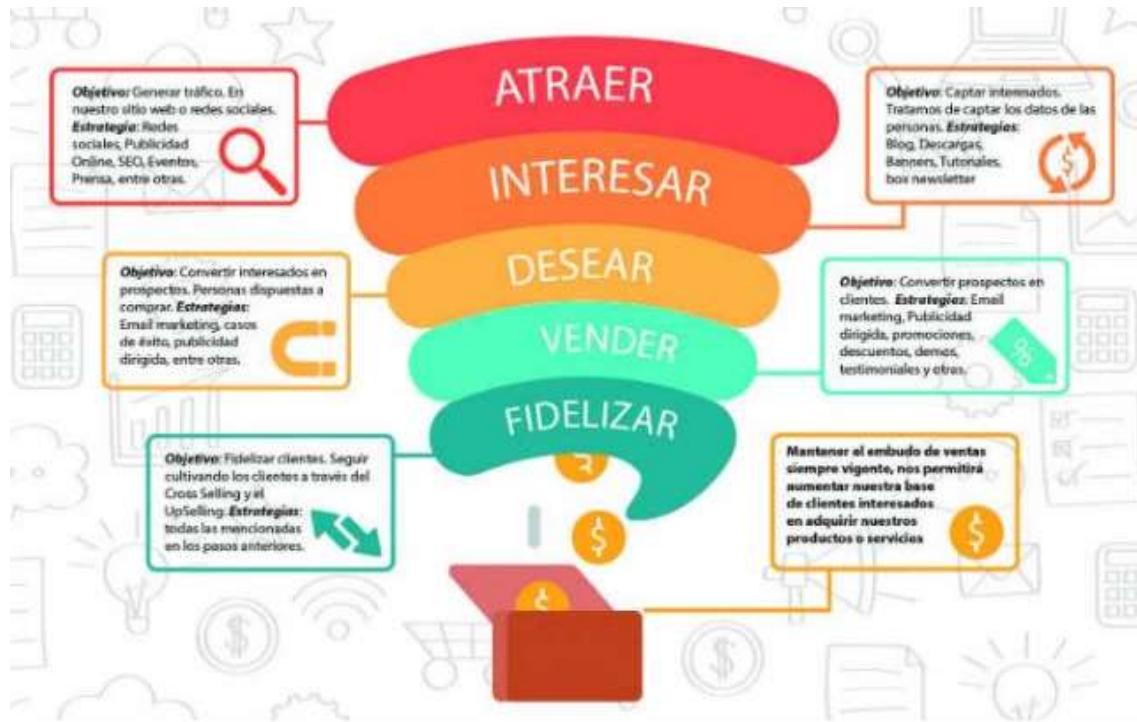 ATRAER
Objetivo: Generar tráfico. En
nuestro sitio web o redes sociales.
Estrategia: Redes
sociales, Publicidad
Online, SEO, Eventos,
Prensa, entre otras.
INTERESAR
Objetivo: Captar interesados.
Tratamos de captar los datos de las
personas. Estrategias:
Blog, Descargas,
Banners, Tutoriales,
box newsletter
$
DESEAR
Objetivo: Convertir interesados en
prospectos. Personas dispuestas a
comprar. Estrategias:
Email marketing, casos
de éxito, publicidad
dirigida, entre otras.
VENDER
Objetivo: Convertir prospectos en
clientes. Estrategias: Email
marketing, Publicidad
dirigida, promociones,
descuentos, demos,
testimoniales y otras.
%
FIDELIZAR
Objetivo: Fidelizar clientes. Seguir
cultivando los clientes a través del
Cross Selling y el
UpSelling. Estrategias:
todas las mencionadas
en los pasos anteriores.
Mantener el embudo de ventas
siempre vigente, nos permitirá
aumentar nuestra base
de clientes interesados
en adquirir nuestros
productos o servicios
$
$
$
$
$